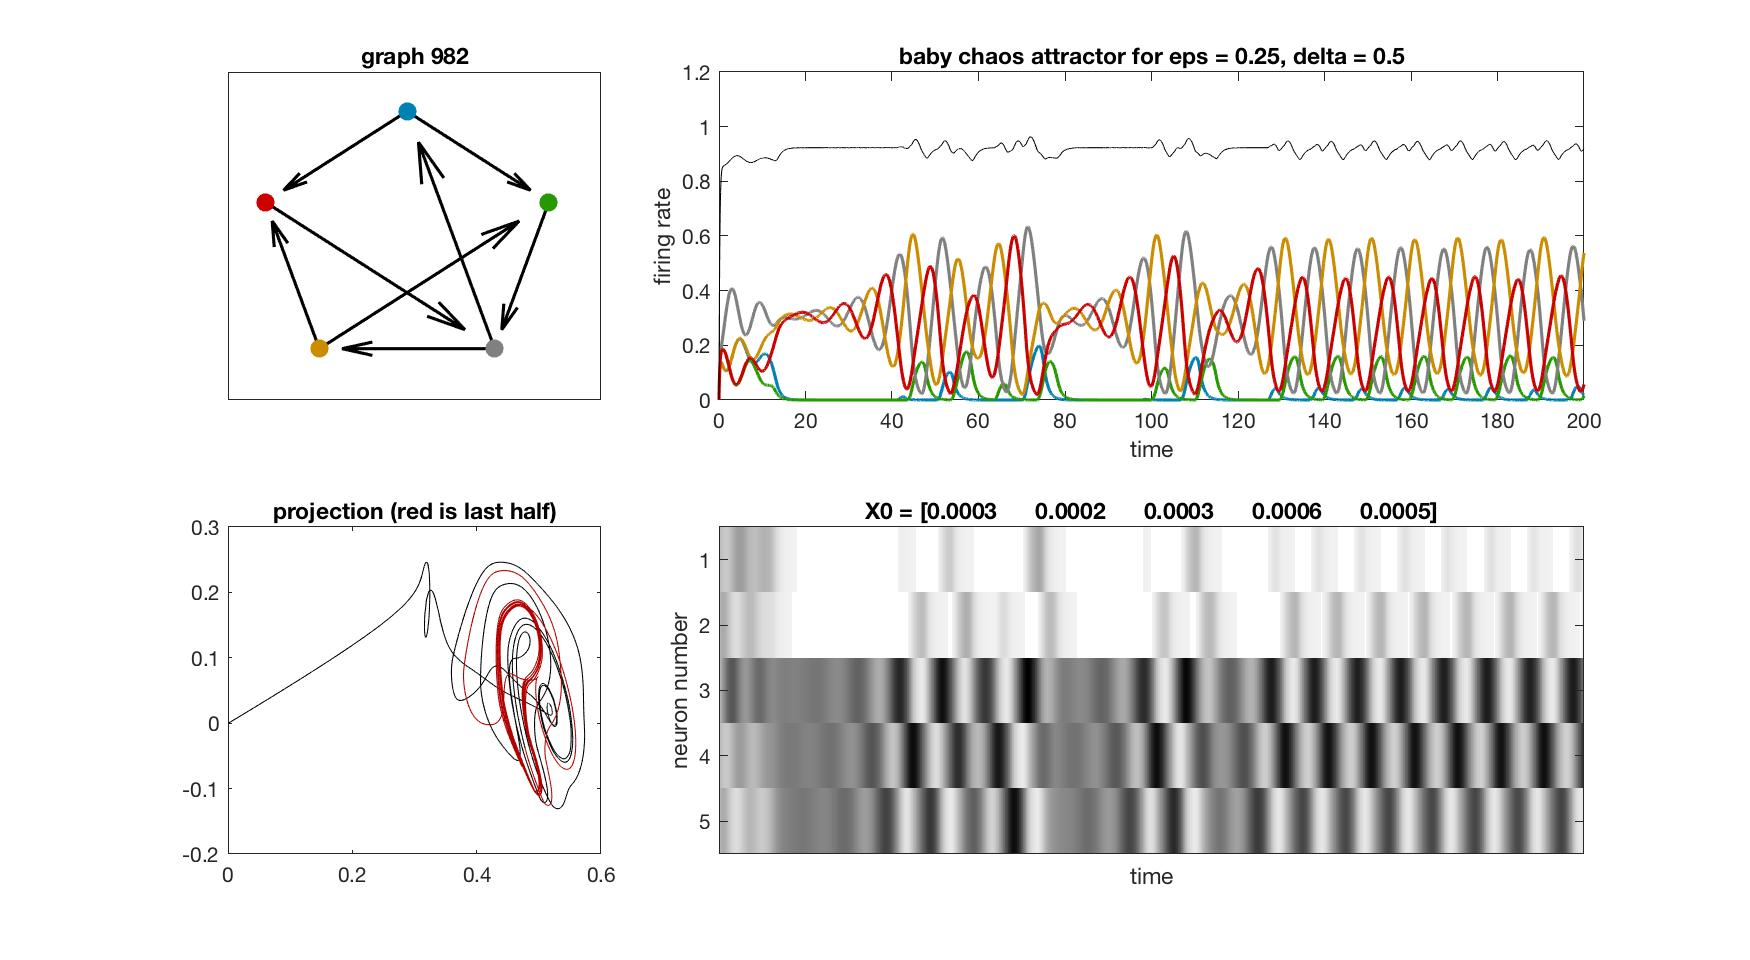 graph 982
baby chaos attractor for eps = 0.25, delta = 0.5
1.2
1
0.8
0.6
0.4
0.2
0
firing rate
0 20 40 60 80 100 120 140 160 180 200
time
projection (red is last half)
0.3
0.2
0.1
0
-0.1
-0.2
0 0.2 0.4 0.6
X0 = [0.0003 0.0002 0.0003 0.0006 0.0005]
1
2
3
4
5
neuron number
time